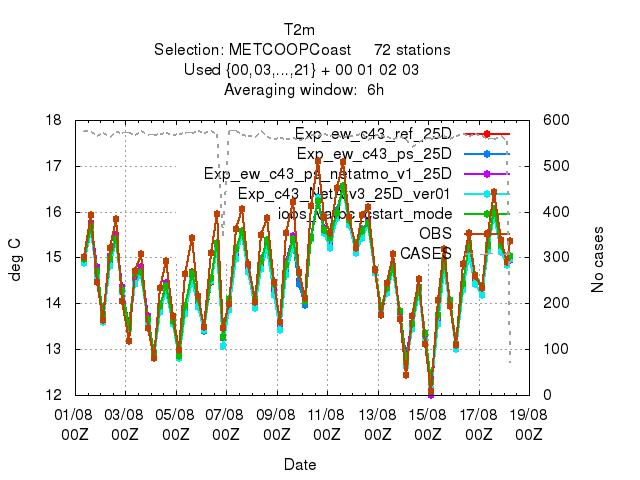 T2m
Selection: METCOOPCoast 72 stations
Used {00,03,...,21} + 00 01 02 03
Averaging window: 6h
18 600
Exp_ew_c43_ref_25D
Exp_ew_c43_ps_25D
17 500
Exp_ew_c43_ps_netatmo_v1_25D
Exp_c43_NetAtv3_25D_ver01
16 400
OBS
CASES
15 300
14 200
13 100
12 0
deg C
No cases
01/08 03/08 05/08 07/08 09/08 11/08 13/08 15/08 17/08 19/08
00Z 00Z 00Z 00Z 00Z 00Z 00Z 00Z 00Z 00Z
Date